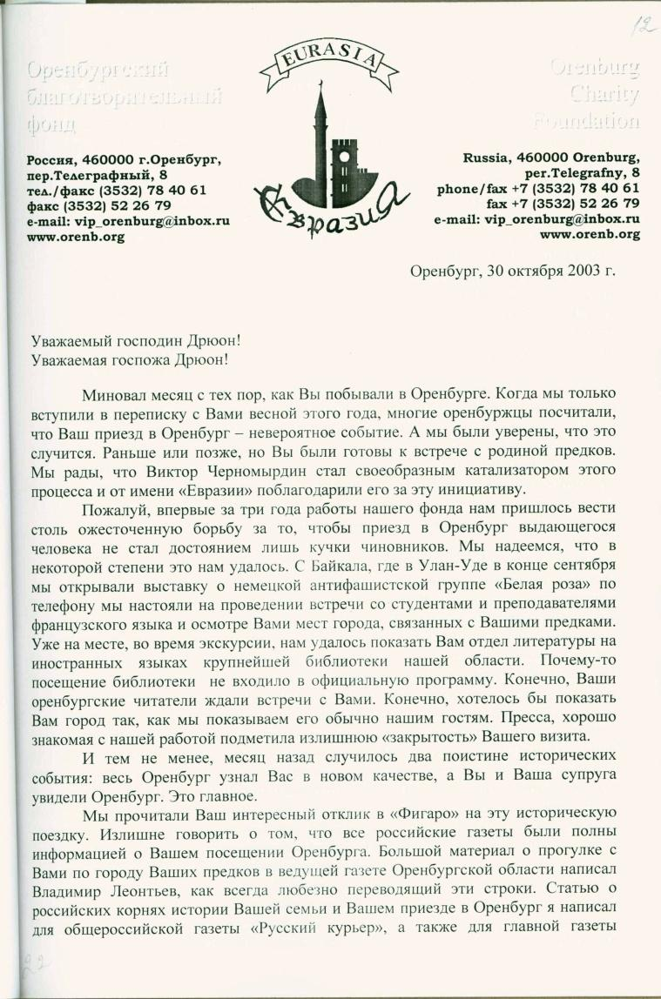 12
EURASIA
Оренбургский
благотворительный
фонд
Orenburg
Charity
Foundation
Евразия
Россия, 460000 г.Оренбург,
пер.Телеграфный, 8
тел./факс (3532) 78 40 61
факс (3532) 52 26 79
e-mail: vip_orenburg@inbox.ru
www.orenb.org
Russia, 460000 Orenburg,
per.Telegrafny, 8
phone/fax +7 (3532) 78 40 61
fax +7 (3532) 52 26 79
e-mail: vip_orenburg@inbox.ru
www.orenb.org
Оренбург, 30 октября 2003 г.
Уважаемый господин Дрюон!
Уважаемая госпожа Дрюон!
Миновал месяц с тех пор, как Вы побывали в Оренбурге. Когда мы только
вступили в переписку с Вами весной этого года, многие оренбуржцы посчитали,
что Ваш приезд в Оренбург – невероятное событие. А мы были уверены, что это
случится. Раньше или позже, но Вы были готовы к встрече с родиной предков.
Мы рады, что Виктор Черномырдин стал своеобразным катализатором этого
процесса и от имени «Евразии» поблагодарили его за эту инициативу.
Пожалуй, впервые за три года работы нашего фонда нам пришлось вести
столь ожесточенную борьбу за то, чтобы приезд в Оренбург выдающегося
человека не стал достоянием лишь кучки чиновников. Мы надеемся, что в
некоторой степени это нам удалось. С Байкала, где в Улан-Уде в конце сентября
мы открывали выставку о немецкой антифашистской группе «Белая роза» по
телефону мы настояли на проведении встречи со студентами и преподавателями
французского языка и осмотре Вами мест города, связанных с Вашими предками.
Уже на месте, во время экскурсии, нам удалось показать Вам отдел литературы на
иностранных языках крупнейшей библиотеки нашей области. Почему-то
посещение библиотеки не входило в официальную программу. Конечно, Ваши
оренбургские читатели ждали встречи с Вами. Конечно, хотелось бы показать
Вам город так, как мы показываем его обычно нашим гостям. Пресса, хорошо
знакомая с нашей работой подметила излишнюю «закрытость» Вашего визита.
И тем не менее, месяц назад случилось два поистине исторических
события: весь Оренбург узнал Вас в новом качестве, а Вы и Ваша супруга
увидели Оренбург. Это главное.
Мы прочитали Ваш интересный отклик в «Фигаро» на эту историческую
поездку. Излишне говорить о том, что все российские газеты были полны
информацией о Вашем посещении Оренбурга. Большой материал о прогулке с
Вами по городу Ваших предков в ведущей газете Оренбургской области написал
Владимир Леонтьев, как всегда любезно переводящий эти строки. Статью о
российских корнях истории Вашей семьи и Вашем приезде в Оренбург я написал
для общероссийской газеты «Русский курьер», а также для главной газеты
22